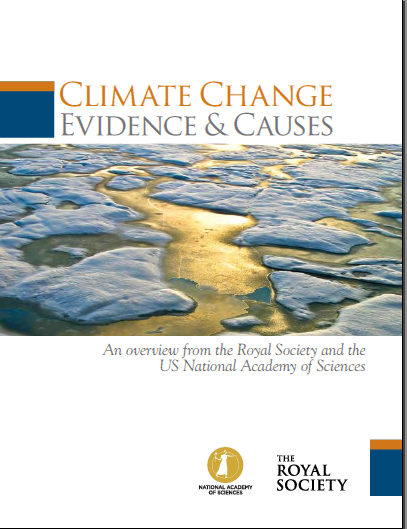 CLIMATE CHANGE
EVIDENCE & CAUSES
An overview from the Royal Society and the
US National Academy of Sciences
NATIONAL ACADEMY
OF SCIENCES
THE
ROYAL
SOCIETY